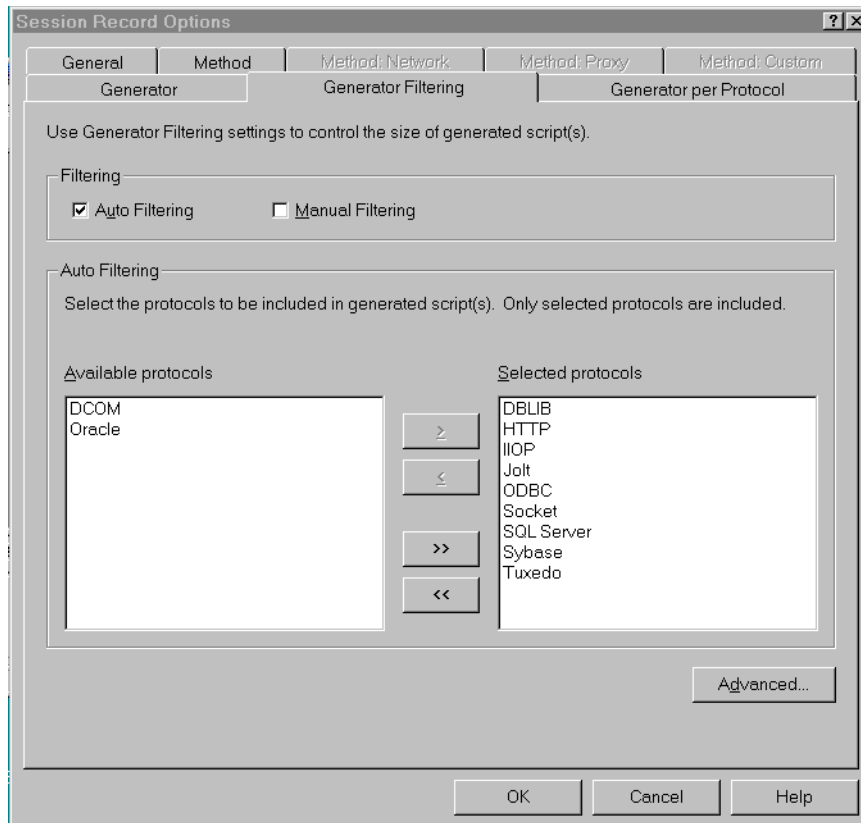 Session Record Options
General Method Method: Network Method: Proxy Method: Custom
Generator Generator Filtering Generator per Protocol
Use Generator Filtering settings to control the size of generated script(s).
Filtering
Auto Filtering Manual Filtering
Auto Filtering
Select the protocols to be included in generated script(s). Only selected protocols are included.
Available protocols
DCOM
Oracle
>
<
>>
<<
Selected protocols
DBLIB
HTTP
IIOP
Jolt
ODBC
Socket
SQL Server
Sybase
Tuxedo
Advanced...
OK Cancel Help